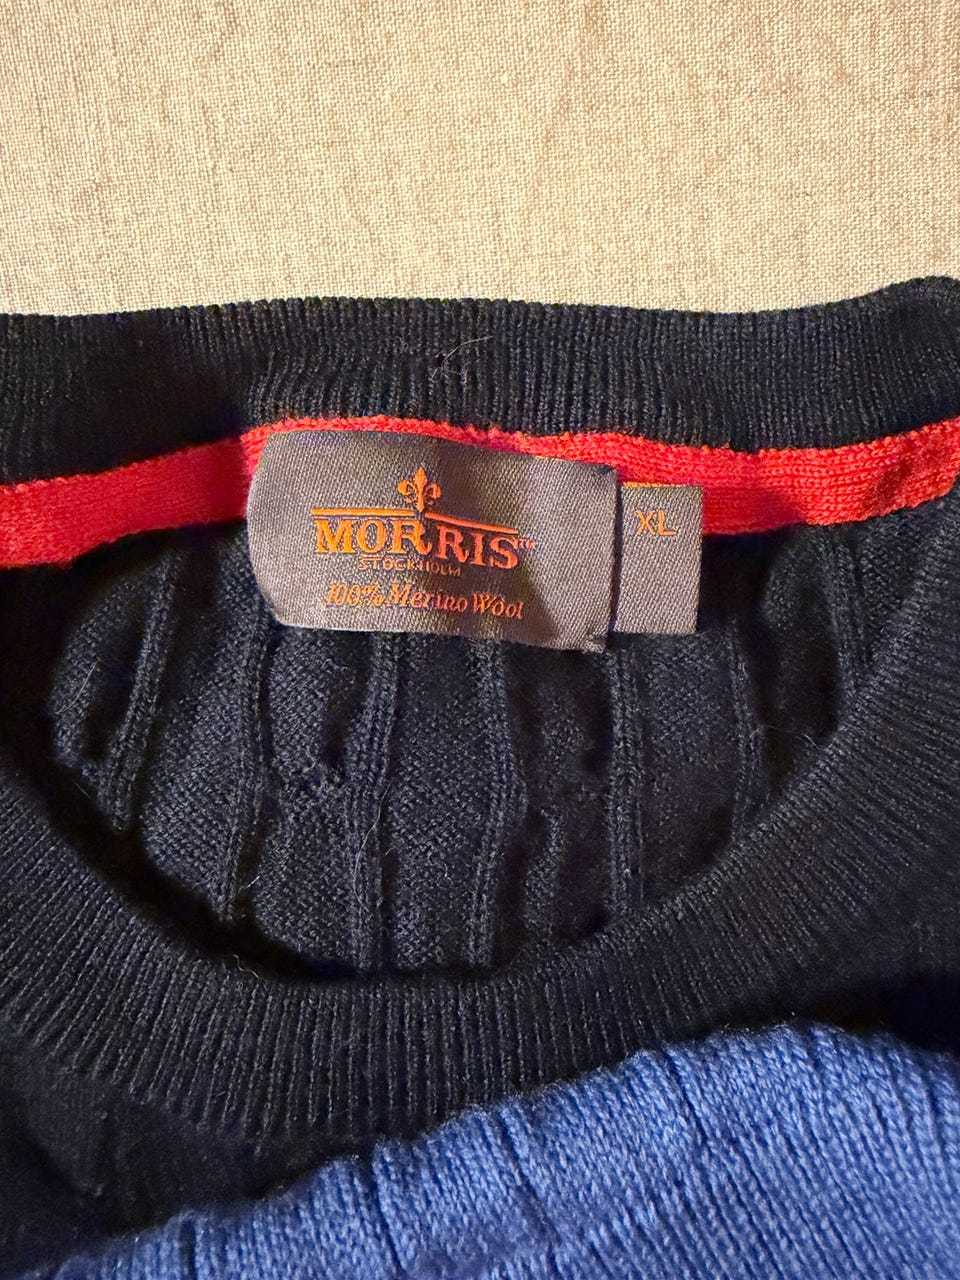 MORRIS™
STOCKHOLM
100% Merino Wool
XL